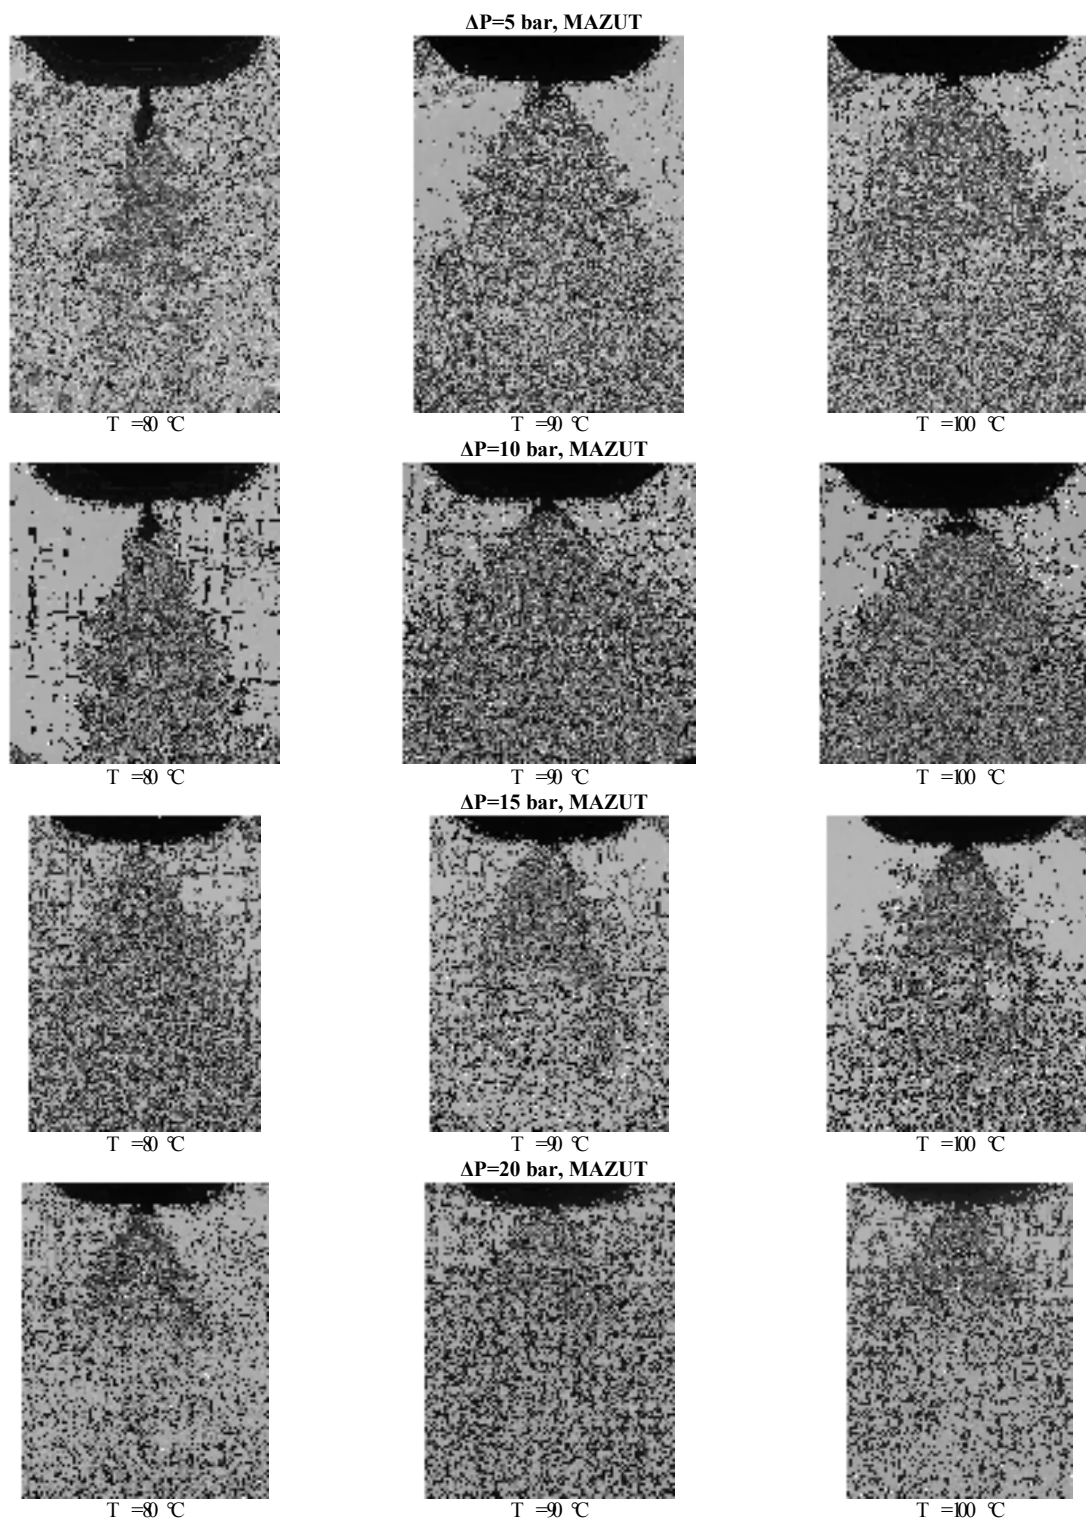 ΔP=5 bar, MAZUT
T =80 °C
T =90 °C
T =100 °C
ΔP=10 bar, MAZUT
T =80 °C
T =90 °C
T =100 °C
ΔP=15 bar, MAZUT
T =80 °C
T =90 °C
T =100 °C
ΔP=20 bar, MAZUT
T =80 °C
T =90 °C
T =100 °C